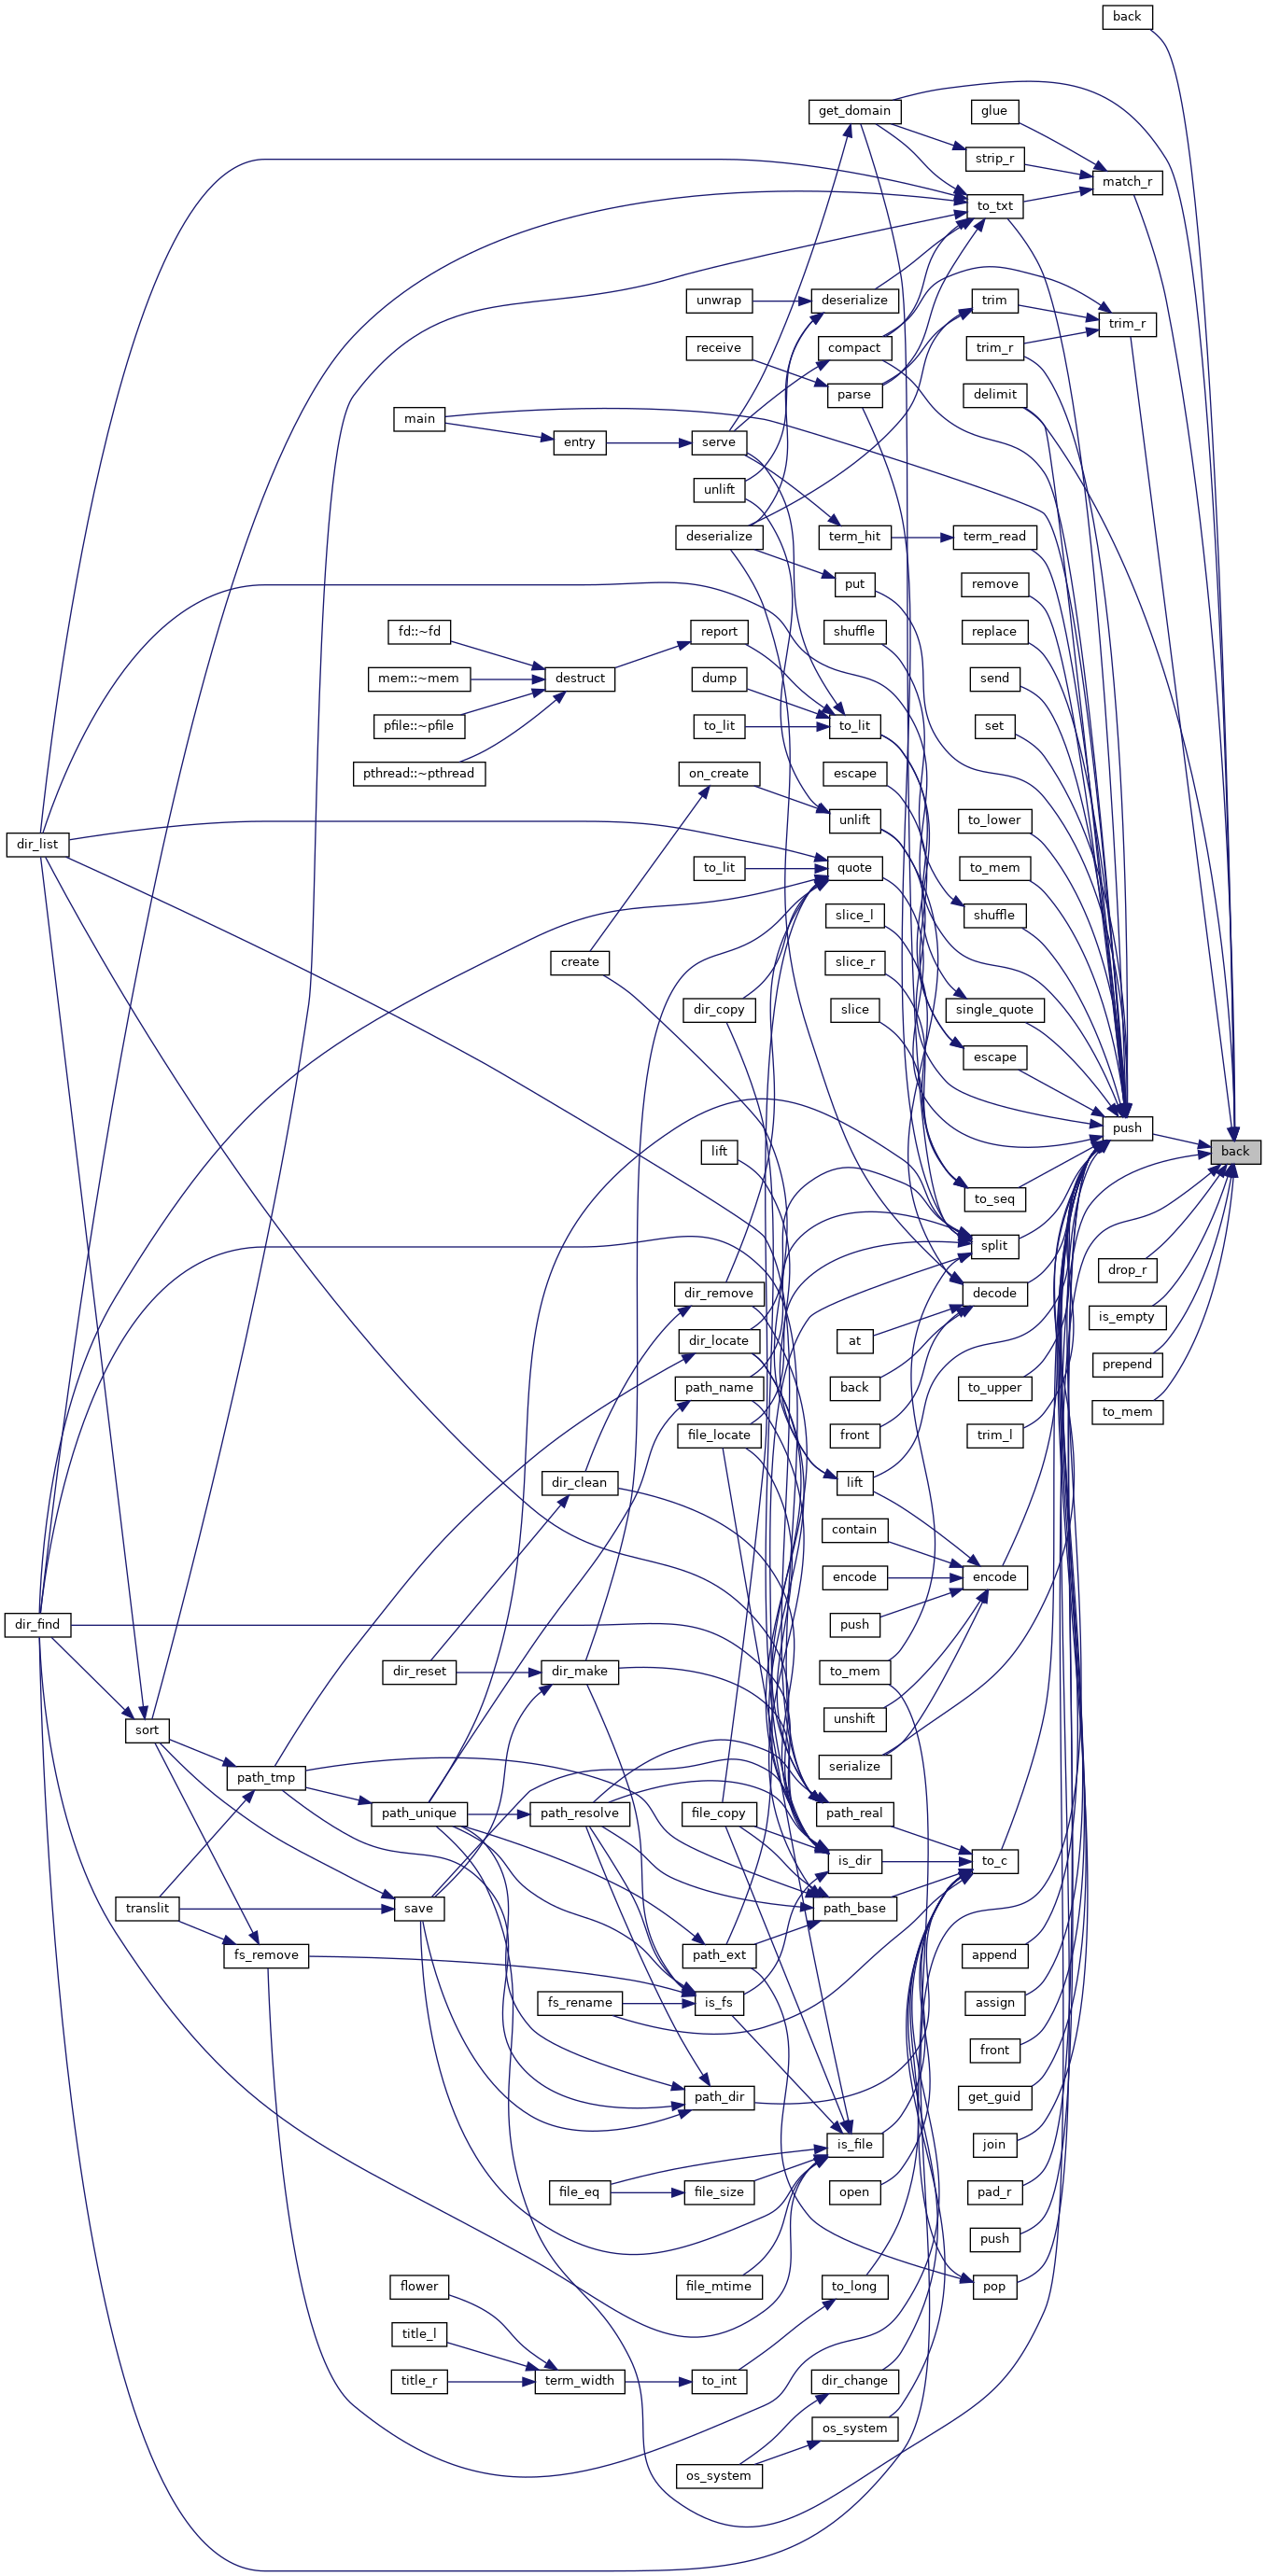 back
get_domain
glue
strip_r
match_r
to_txt
unwrap
deserialize
trim
trim_r
receive
compact
trim_r
parse
delimit
main
entry
serve
unlift
deserialize
term_hit
term_read
put
remove
fd::~fd
report
shuffle
replace
mem::~mem
destruct
dump
send
pfile::~pfile
to_lit
to_lit
set
pthread::~pthread
on_create
escape
unlift
to_lower
dir_list
to_lit
quote
to_mem
slice_l
shuffle
create
slice_r
dir_copy
slice
single_quote
escape
push
lift
back
to_seq
split
drop_r
dir_remove
decode
is_empty
dir_locate
at
prepend
path_name
back
to_upper
to_mem
file_locate
front
trim_l
dir_clean
lift
contain
encode
encode
dir_find
push
dir_reset
dir_make
to_mem
sort
unshift
path_tmp
serialize
path_unique
path_resolve
file_copy
path_real
is_dir
to_c
translit
save
path_base
fs_remove
path_ext
append
fs_rename
is_fs
assign
front
path_dir
get_guid
is_file
join
file_eq
file_size
open
pad_r
push
flower
file_mtime
to_long
pop
title_l
title_r
term_width
to_int
dir_change
os_system
os_system